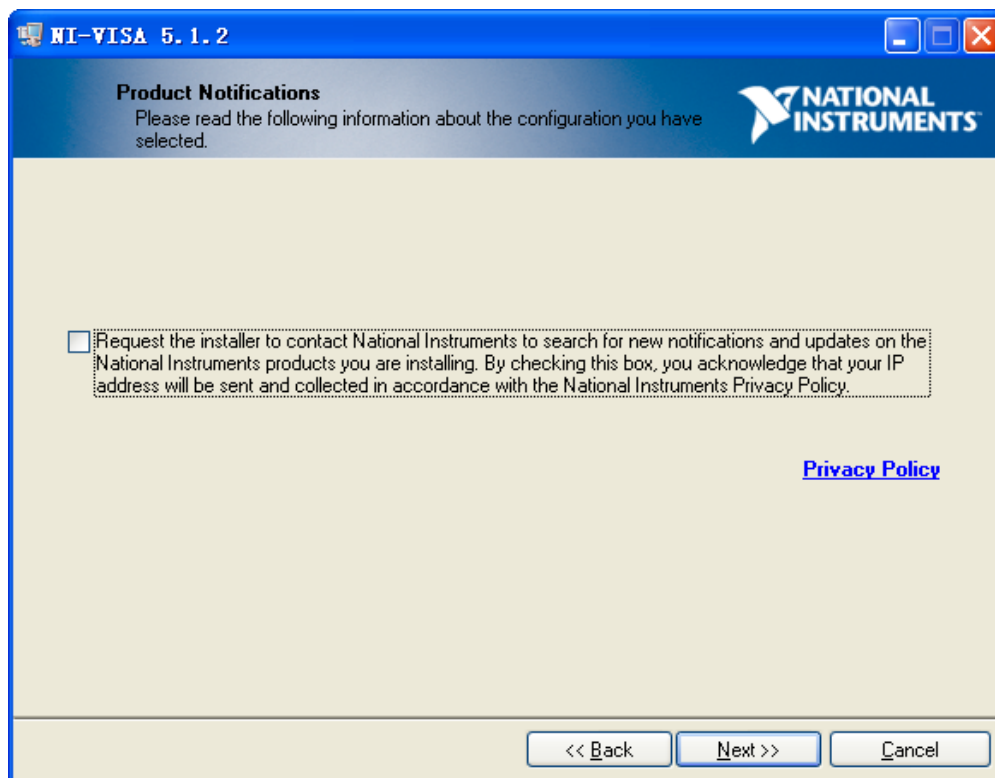 NI-VISA 5.1.2
Product Notifications
Please read the following information about the configuration you have
selected.
NATIONAL
INSTRUMENTS
Request the installer to contact National Instruments to search for new notifications and updates on the
National Instruments products you are installing. By checking this box, you acknowledge that your IP
address will be sent and collected in accordance with the National Instruments Privacy Policy.
Privacy Policy
<< Back
Next >>
Cancel